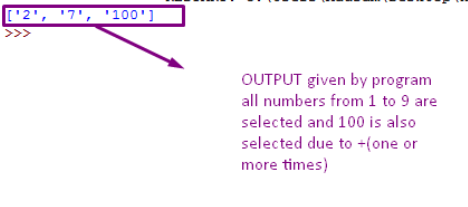 ['2', '7', '100']
>>>
OUTPUT given by program
all numbers from 1 to 9 are
selected and 100 is also
selected due to +(one or
more times)